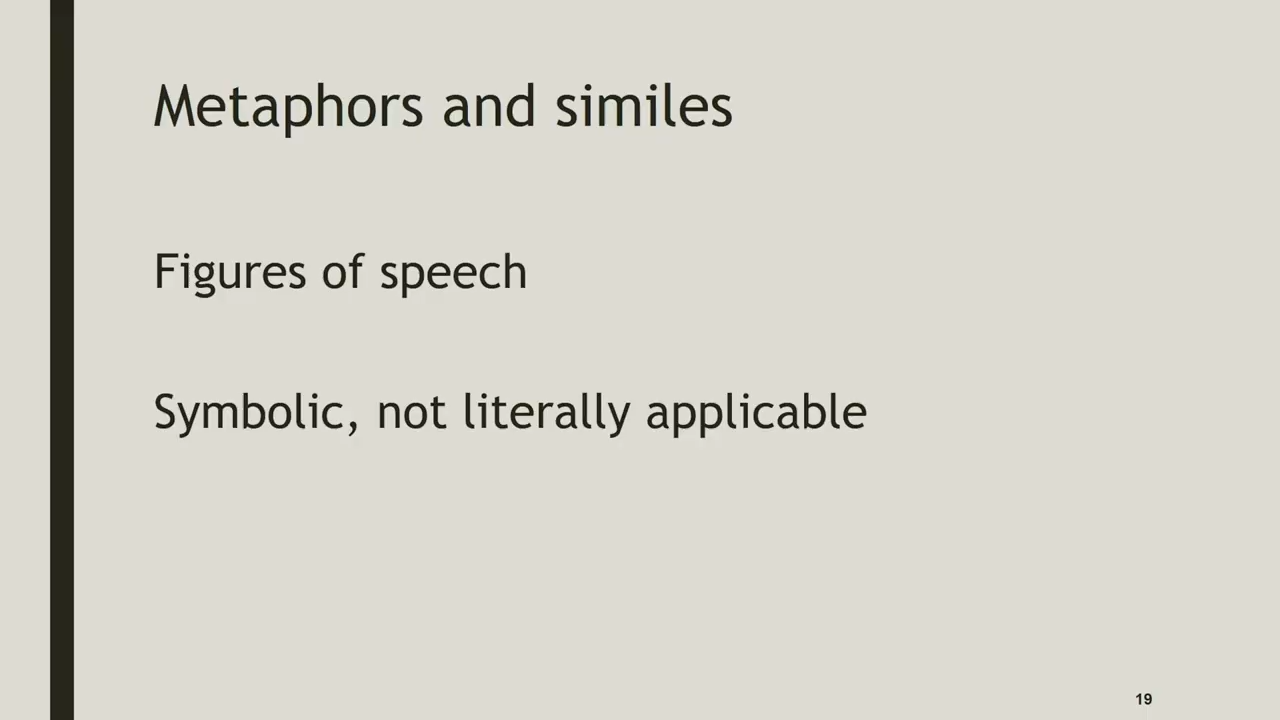 Metaphors and similes
Figures of speech
Symbolic, not literally applicable
19